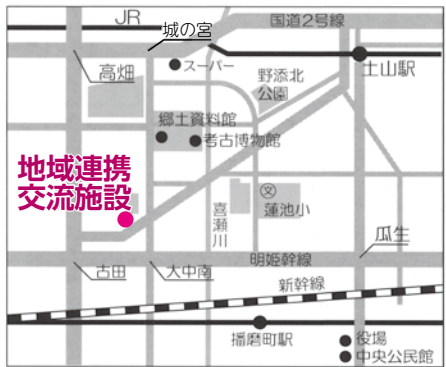 JR
城の宮
国道2号線
高畑
スーパー
野添北
公園
土山駅
郷土資料館
考古博物館
地域連携
交流施設
喜瀬川
文
蓮池小
瓜生
明姫幹線
古田
大中南
新幹線
播磨町駅
役場
中央公民館